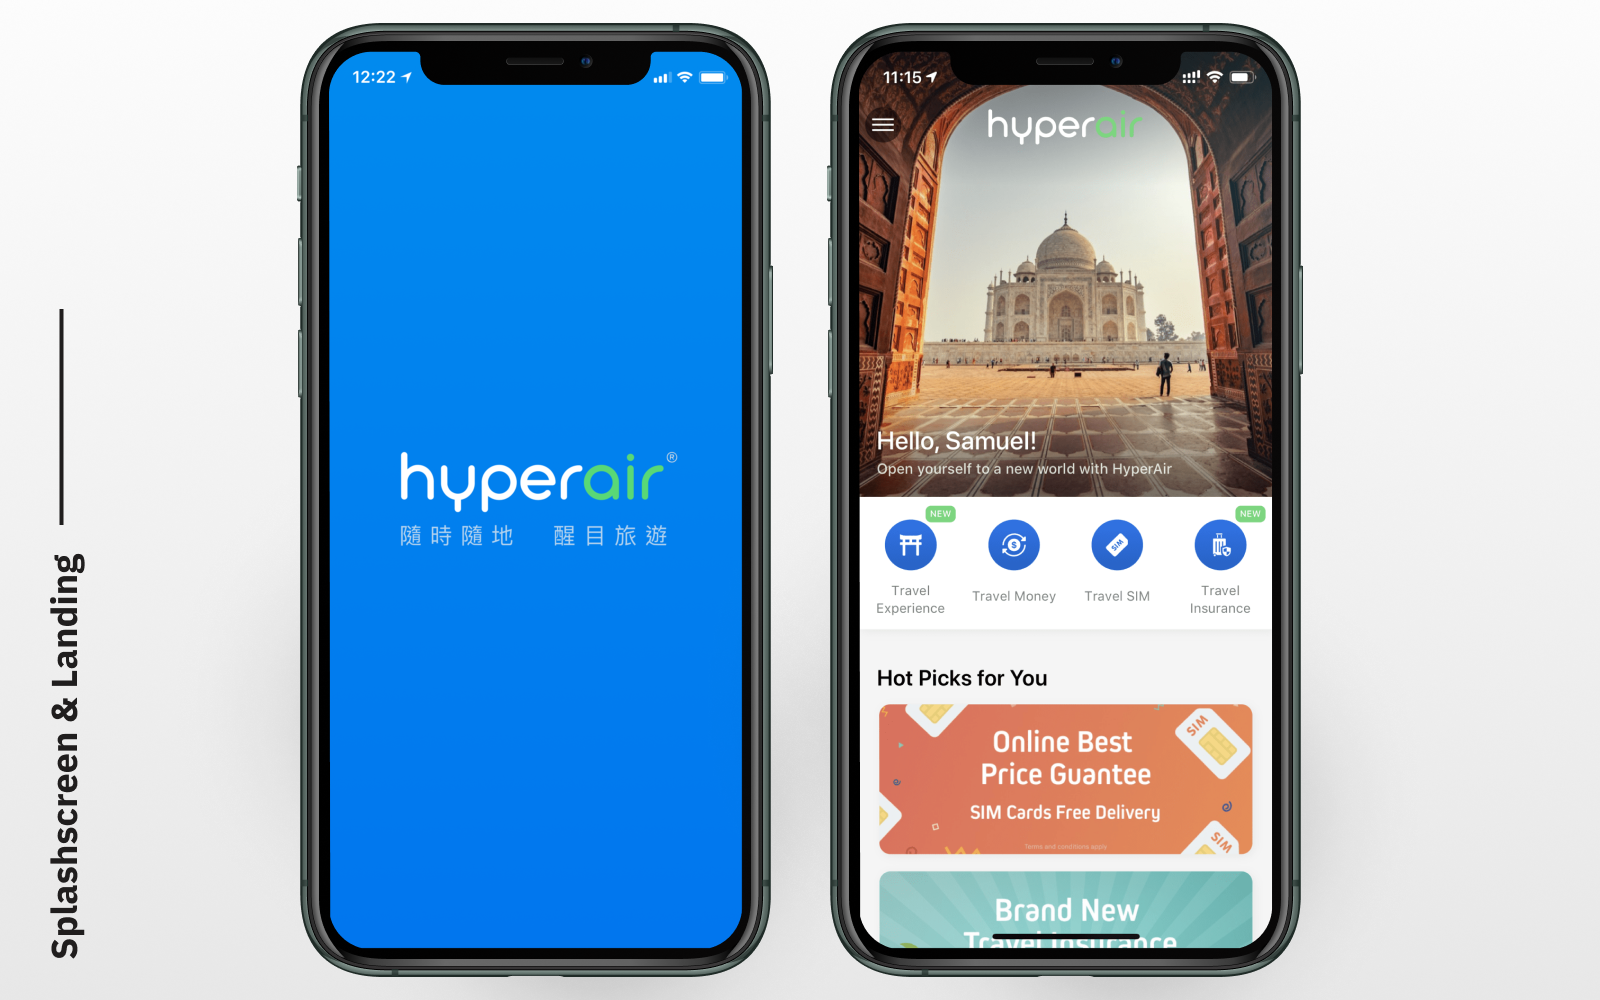 Splashscreen & Landing
12:22
hyperair®
隨時隨地 醒目旅遊
11:15
hyperair
Hello, Samuel!
Open yourself to a new world with HyperAir
NEW
NEW
SIM
Travel
Experience
Travel Money
Travel SIM
Travel
Insurance
Hot Picks for You
SIM
Online Best
Price Guantee
SIM Cards Free Delivery
SIM
Terms and conditions apply
Brand New
Travel Insurance